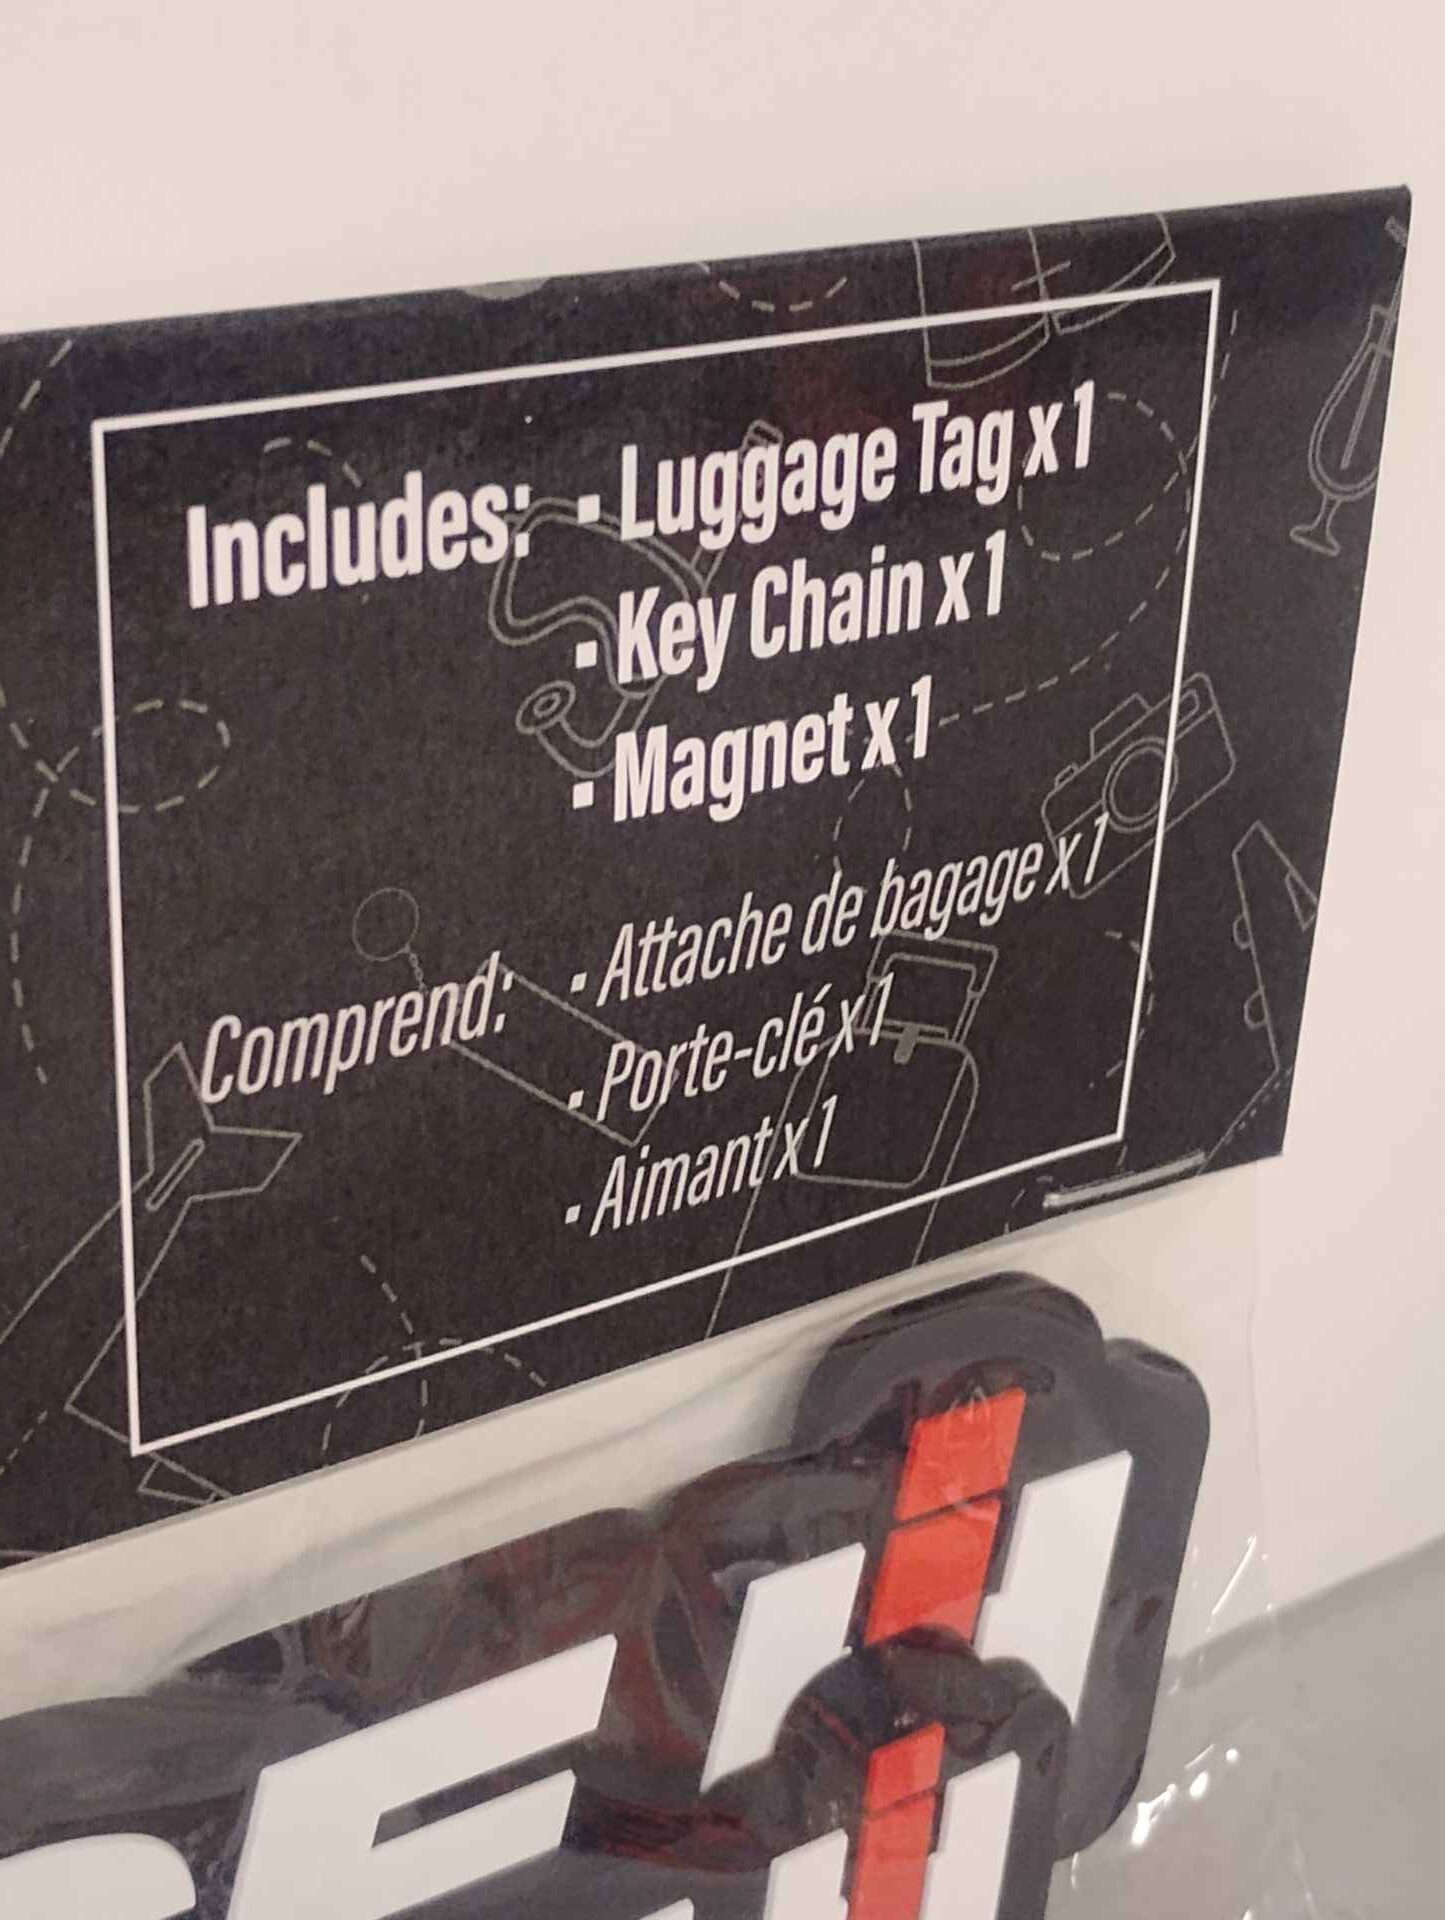 Includes: ▪ Luggage Tag x 1
▪ Key Chain x 1
▪ Magnet x 1
Comprend: ▪ Attache de bagage x 1
▪ Porte-clé x 1
▪ Aimant x 1